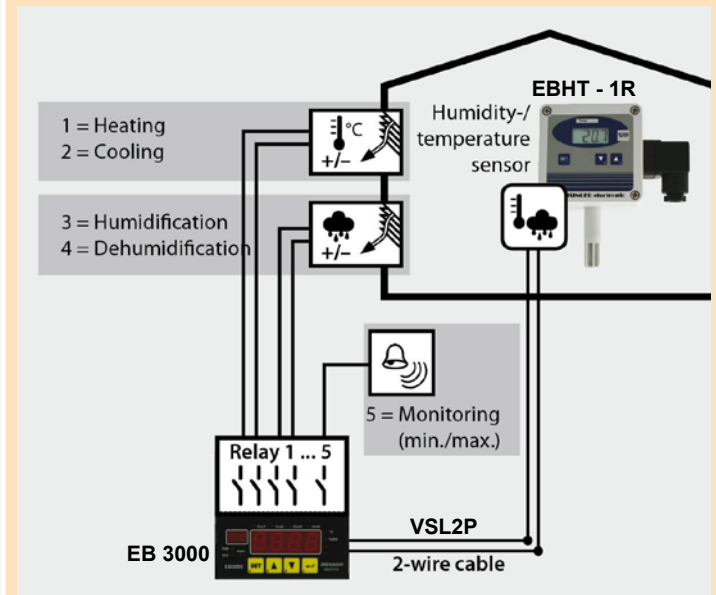 EBHT - 1R
Humidity-/
temperature
sensor
1 = Heating
2 = Cooling
°C
+/−
3 = Humidification
4 = Dehumidification
+/−
5 = Monitoring
(min./max.)
Relay 1 ... 5
VSL2P
EB 3000
2-wire cable
SET